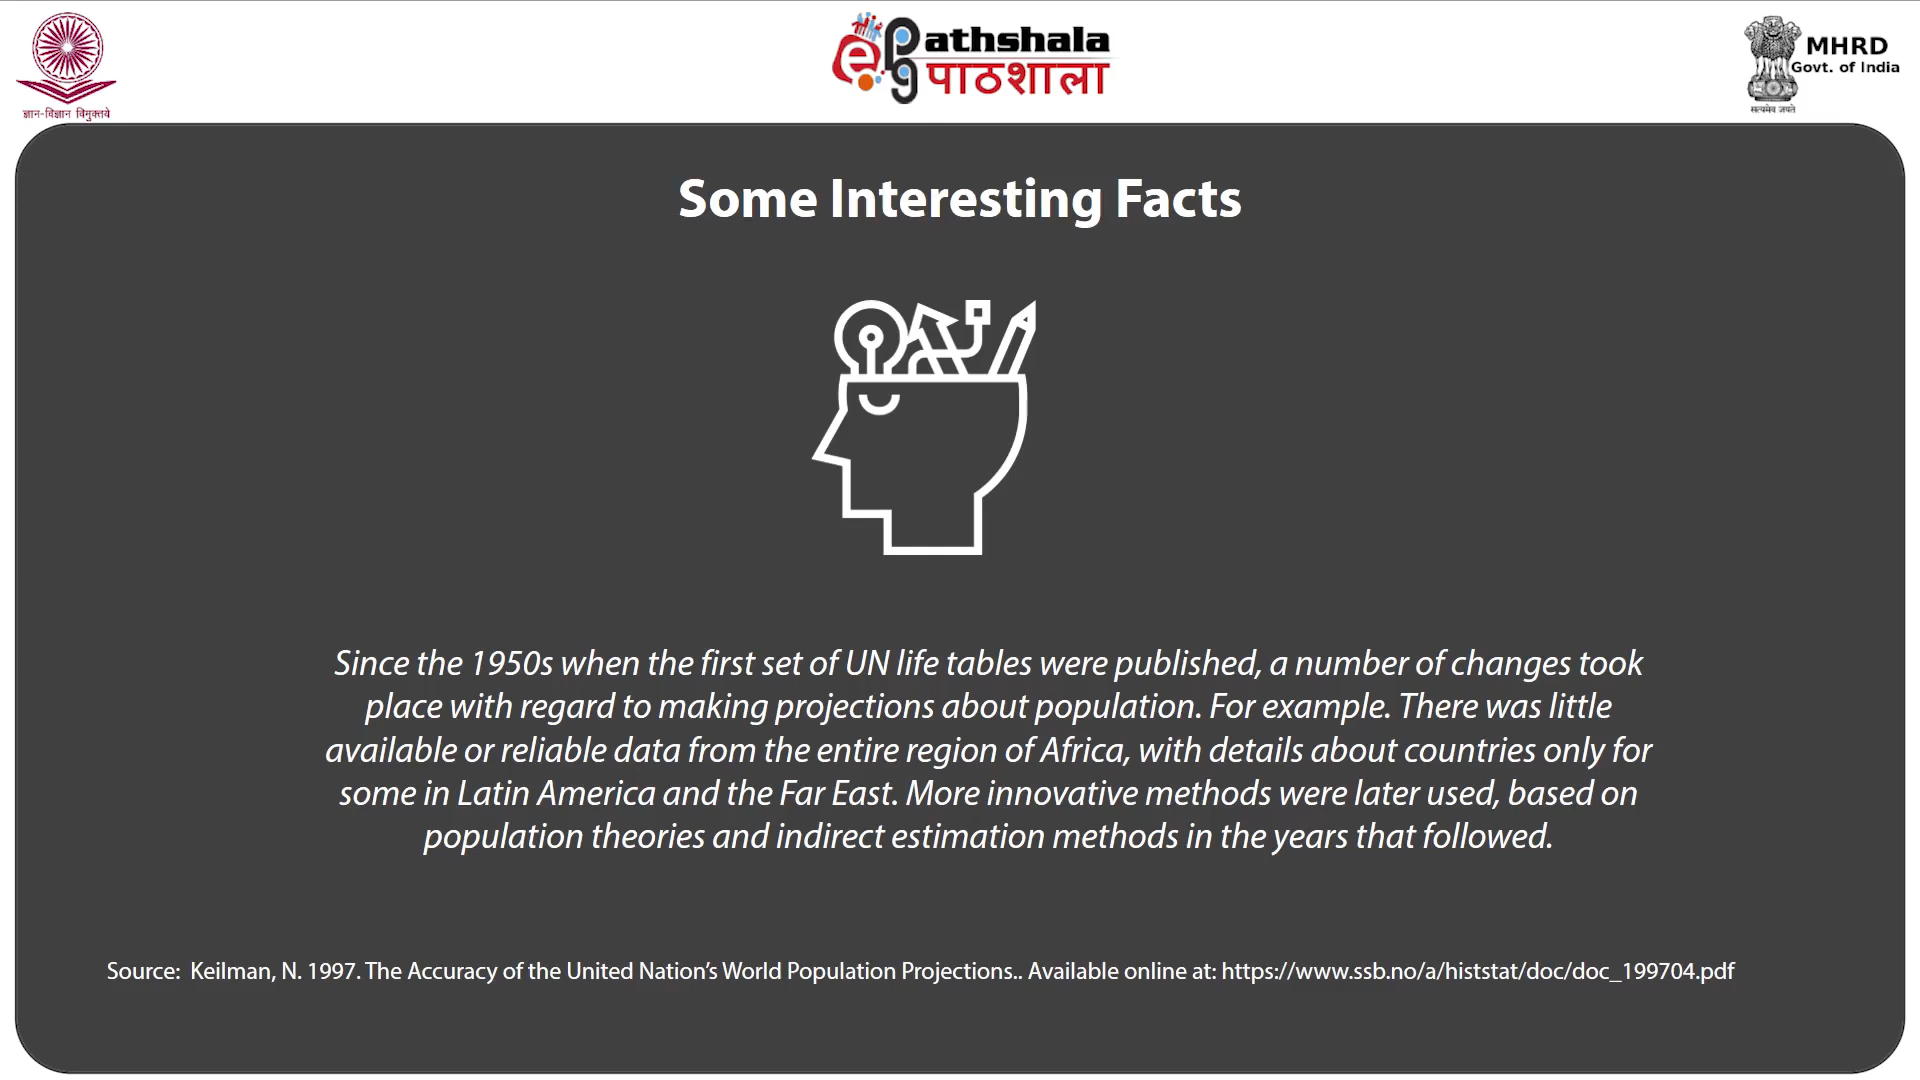 ज्ञान-विज्ञान विमुक्तये
e Pathshala
पाठशाला
MHRD
Govt. of India
सत्यमेव जयते
Some Interesting Facts
Since the 1950s when the first set of UN life tables were published, a number of changes took
place with regard to making projections about population. For example. There was little
available or reliable data from the entire region of Africa, with details about countries only for
some in Latin America and the Far East. More innovative methods were later used, based on
population theories and indirect estimation methods in the years that followed.
Source: Keilman, N. 1997. The Accuracy of the United Nation’s World Population Projections.. Available online at: https://www.ssb.no/a/histstat/doc/doc_199704.pdf